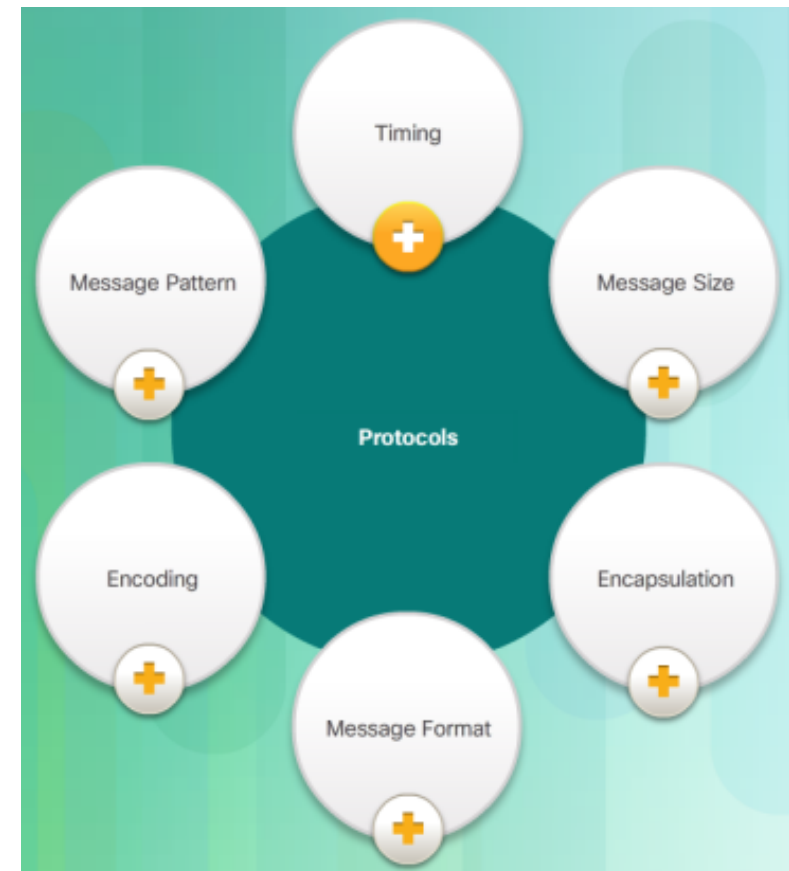 Timing
Message Pattern
Message Size
Protocols
Encoding
Encapsulation
Message Format